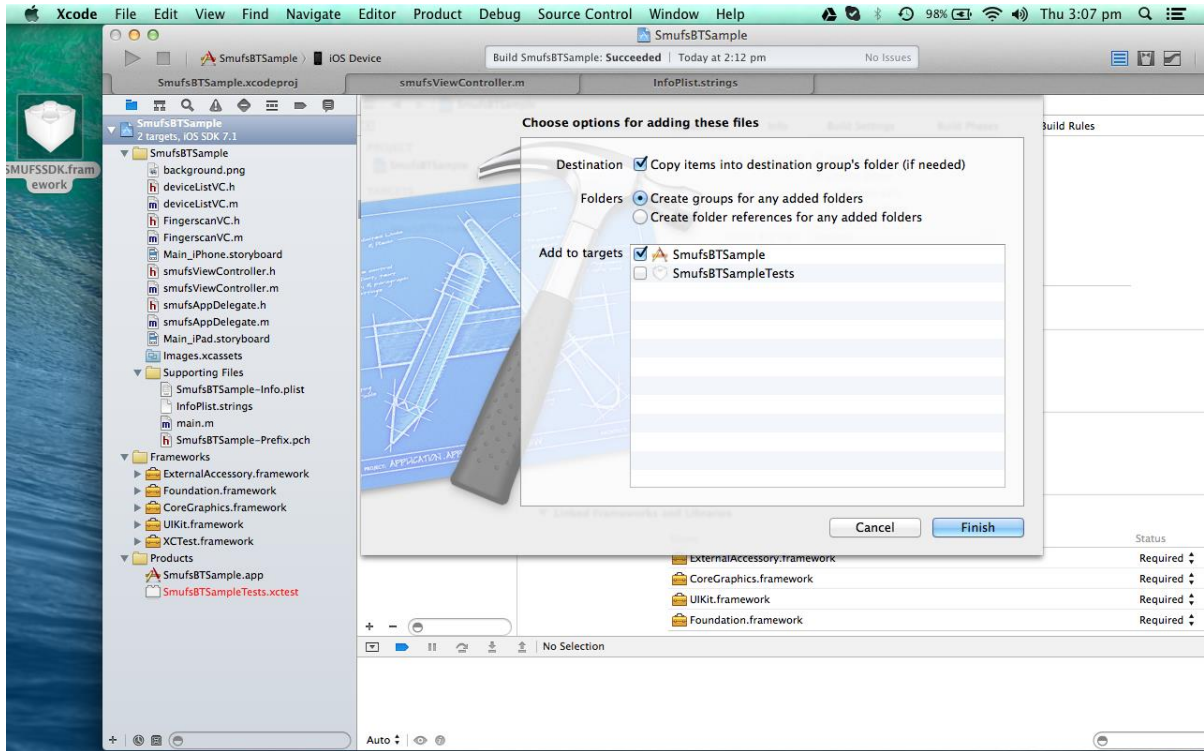 Xcode File Edit View Find Navigate Editor Product Debug Source Control Window Help 98% Thu 3:07 pm
SmufsBTSample
SmufsBTSample iOS Device
Build SmufsBTSample: Succeeded Today at 2:12 pm
No Issues
SmufsBTSample.xcodeproj
smufsViewController.m
InfoPlist.strings
SMUFSSDK.fram
ework
SmufsBTSample
2 targets, iOS SDK 7.1
SmufsBTSample
background.png
deviceListVC.h
deviceListVC.m
FingerscanVC.h
FingerscanVC.m
Main_iPhone.storyboard
smufsViewController.h
smufsViewController.m
smufsAppDelegate.h
smufsAppDelegate.m
Main_iPad.storyboard
Images.xcassets
Supporting Files
SmufsBTSample-Info.plist
InfoPlist.strings
main.m
SmufsBTSample-Prefix.pch
Frameworks
ExternalAccessory.framework
Foundation.framework
CoreGraphics.framework
UIKit.framework
XCTest.framework
Products
SmufsBTSample.app
SmufsBTSampleTests.xctest
Choose options for adding these files
Build Rules
Destination Copy items into destination group's folder (if needed)
Folders Create groups for any added folders
Create folder references for any added folders
Add to targets SmufsBTSample
SmufsBTSampleTests
Cancel Finish
Status
ExternalAccessory.framework Required
CoreGraphics.framework Required
UIKit.framework Required
Foundation.framework Required
No Selection
Auto